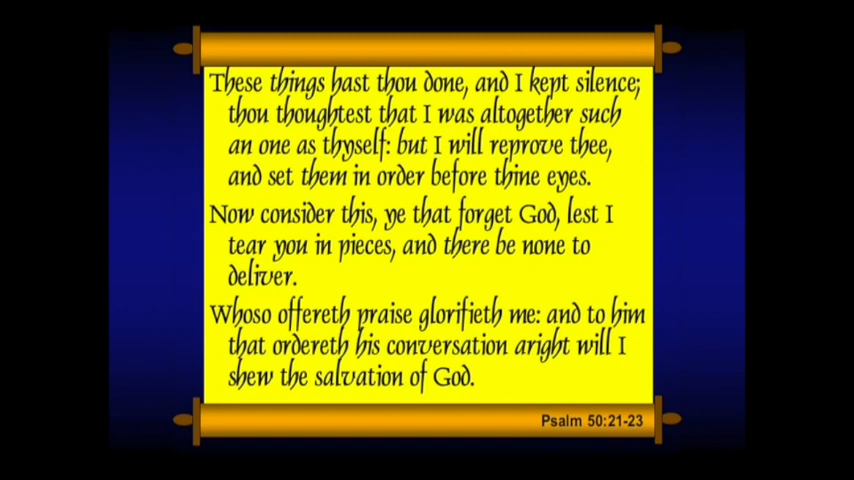 These things hast thou done, and I kept silence;
thou thoughtest that I was altogether such
an one as thyself: but I will reprove thee,
and set them in order before thine eyes.
Now consider this, ye that forget God, lest I
tear you in pieces, and there be none to
deliver.
Whoso offereth praise glorifieth me: and to him
that ordereth his conversation aright will I
shew the salvation of God.
Psalm 50:21-23